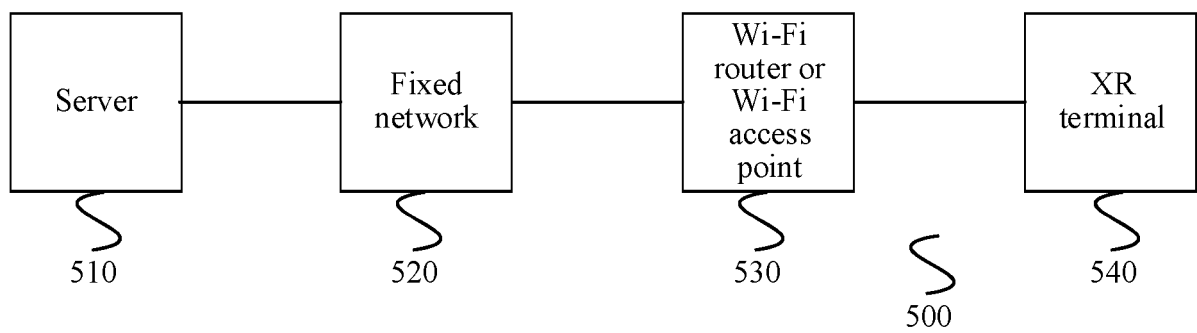 Server
Fixed
network
Wi-Fi
router or
Wi-Fi
access
point
XR
terminal
510
520
530
540
500